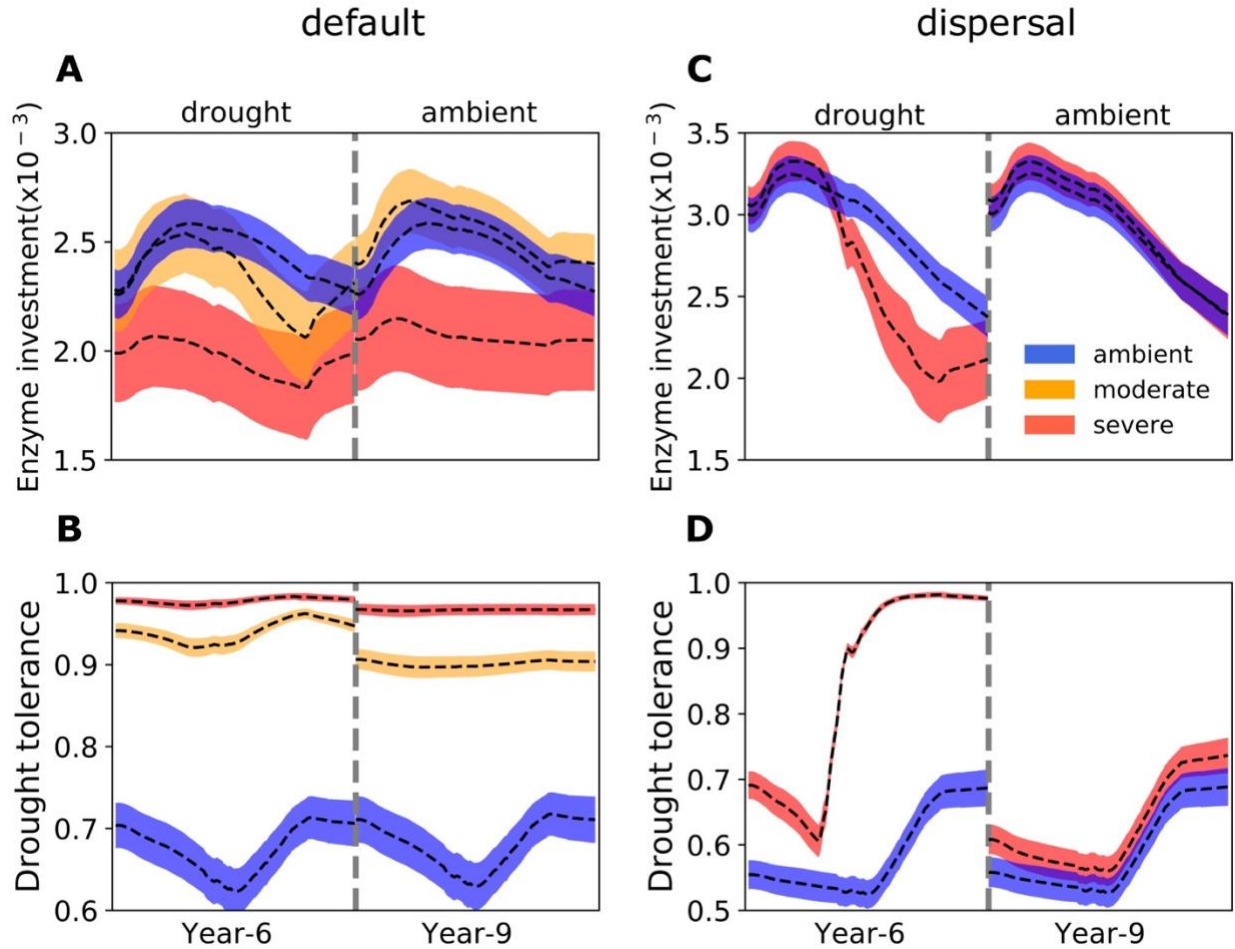 default
dispersal
A
C
drought
ambient
drought
ambient
Enzyme investment(x10⁻³)
3.0
2.5
2.0
1.5
Enzyme investment(x10⁻³)
3.5
3.0
2.5
2.0
1.5
ambient
moderate
severe
B
D
Drought tolerance
1.0
0.9
0.8
0.7
0.6
Drought tolerance
1.0
0.9
0.8
0.7
0.6
0.5
Year-6
Year-9
Year-6
Year-9